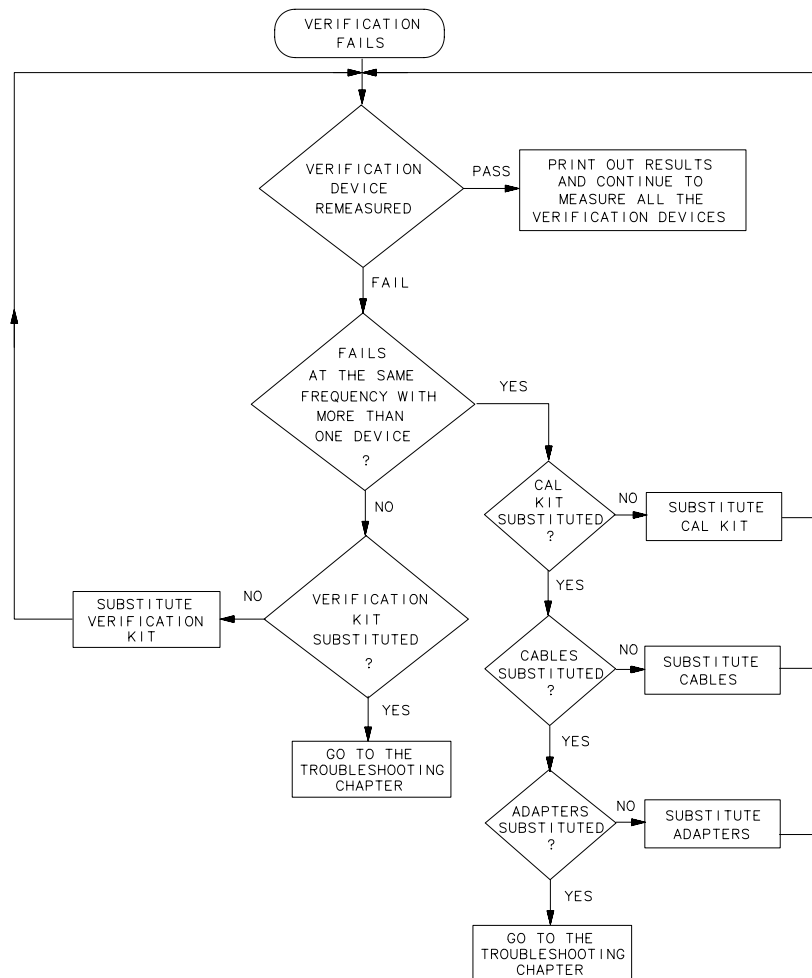 VERIFICATION
FAILS
VERIFICATION
DEVICE
REMEASURED
PASS
PRINT OUT RESULTS
AND CONTINUE TO
MEASURE ALL THE
VERIFICATION DEVICES
FAIL
FAILS
AT THE SAME
FREQUENCY WITH
MORE THAN
ONE DEVICE
?
YES
NO
CAL
KIT
SUBSTITUTED
?
NO
SUBSTITUTE
CAL KIT
YES
VERIFICATION
KIT
SUBSTITUTED
?
NO
SUBSTITUTE
VERIFICATION
KIT
YES
GO TO THE
TROUBLESHOOTING
CHAPTER
CABLES
SUBSTITUTED
?
NO
SUBSTITUTE
CABLES
YES
ADAPTERS
SUBSTITUTED
?
NO
SUBSTITUTE
ADAPTERS
YES
GO TO THE
TROUBLESHOOTING
CHAPTER